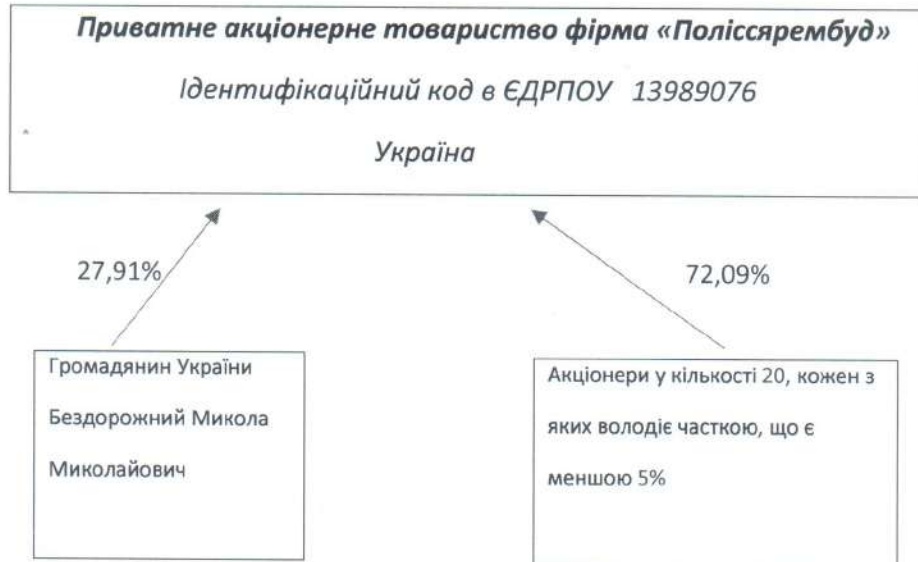 Приватне акціонерне товариство фірма «Поліссярембуд»
Ідентифікаційний код в ЄДРПОУ 13989076
Україна
27,91%
72,09%
Громадянин України
Бездорожний Микола
Миколайович
Акціонери у кількості 20, кожен з
яких володіє часткою, що є
меншою 5%